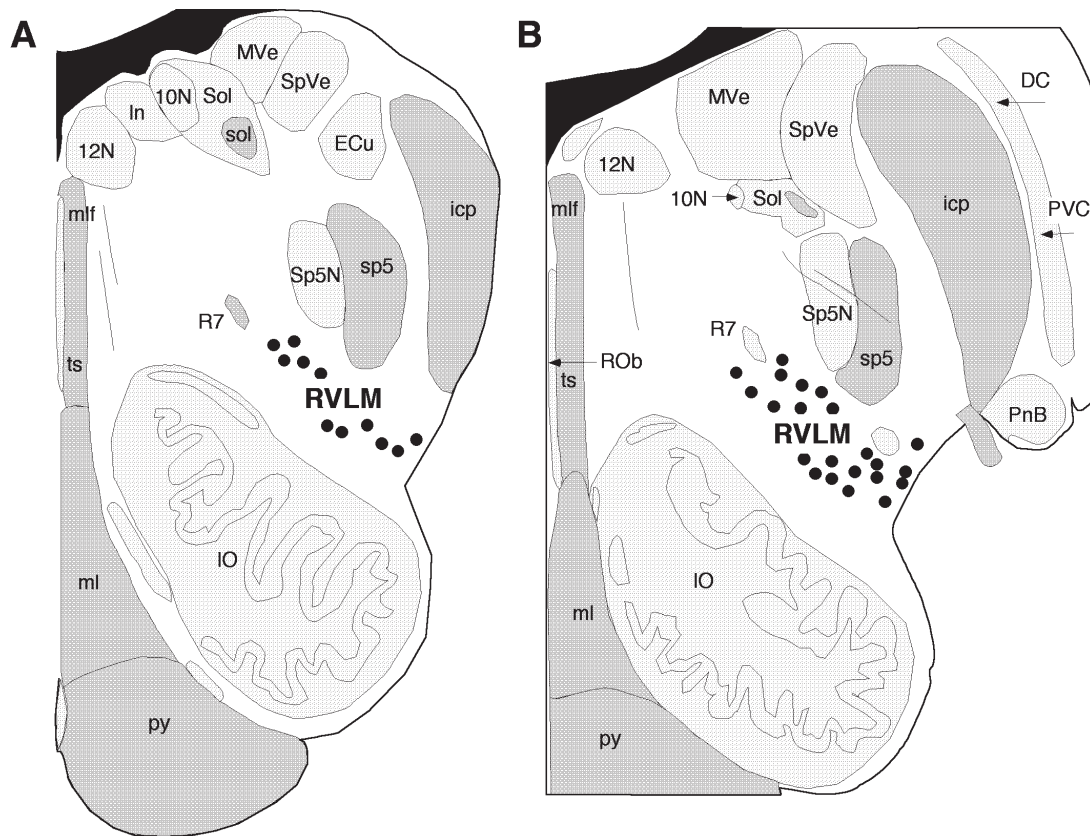 A
MVe
SpVe
10N
Sol
In
sol
ECu
12N
mlf
icp
Sp5N
sp5
R7
ts
RVLM
IO
ml
py
B
DC
MVe
SpVe
12N
10N
Sol
mlf
icp
PVC
Sp5N
R7
sp5
ROb
ts
PnB
RVLM
IO
ml
py